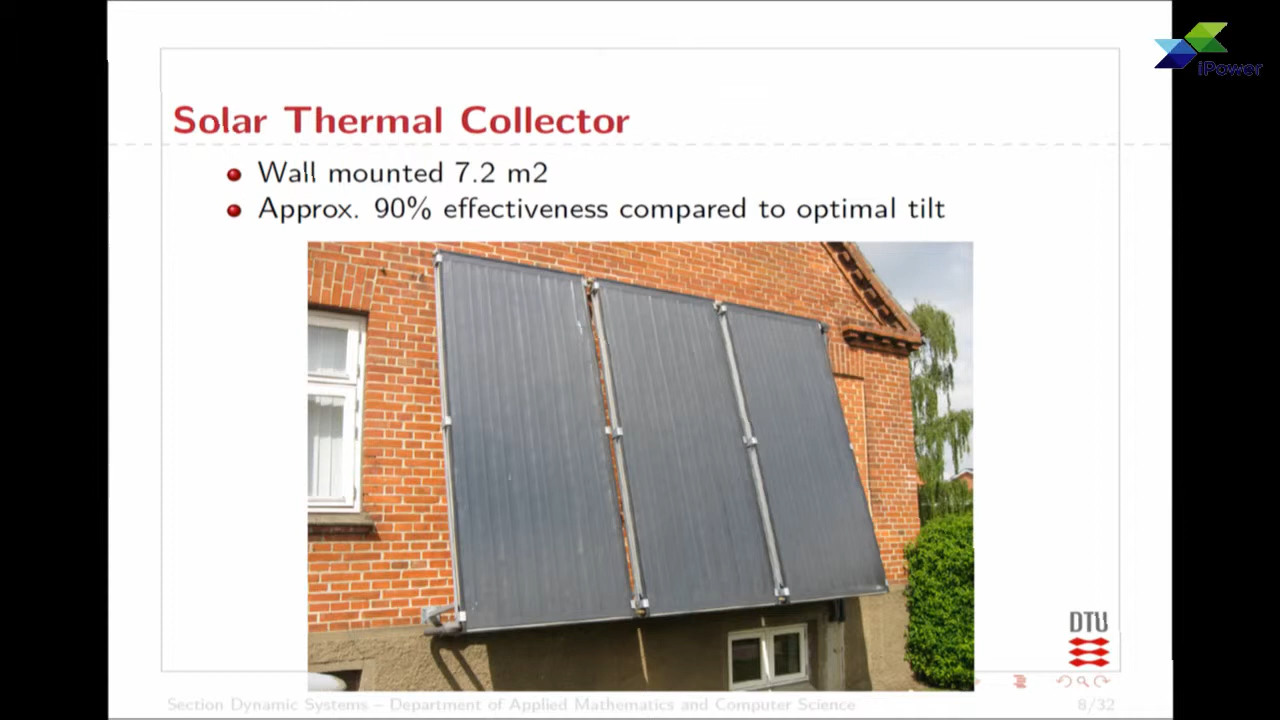 iPower
Solar Thermal Collector
Wall mounted 7.2 m2
Approx. 90% effectiveness compared to optimal tilt
DTU
Section Dynamic Systems – Department of Applied Mathematics and Computer Science
8/32